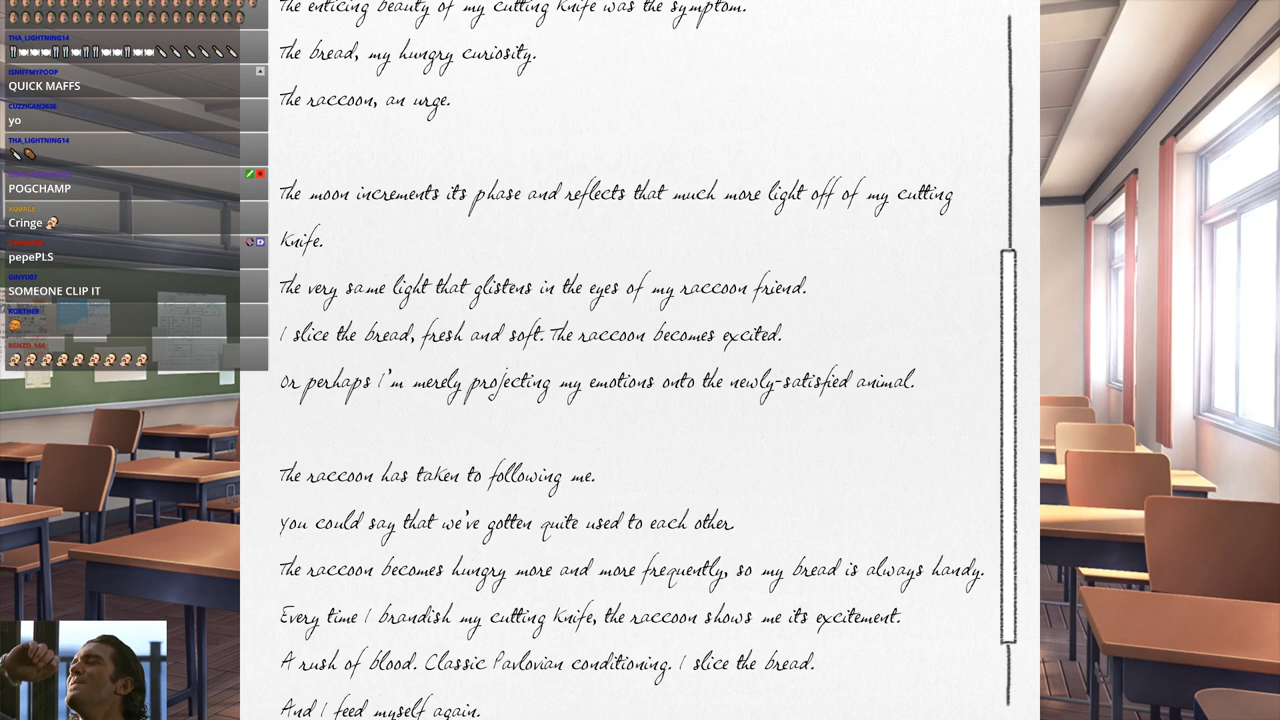 THA_LIGHTNING14
ISNIFFMYPOOP
QUICK MAFFS
CUZZICAN2636
yo
THA_LIGHTNING14
POGCHAMP
Cringe
pepePLS
GINYU07
SOMEONE CLIP IT
KORTHER
RENZO_566
The enticing beauty of my cutting knife was the symptom.
The bread, my hungry curiosity.
The raccoon, an urge.
The moon increments its phase and reflects that much more light off of my cutting
knife.
The very same light that glistens in the eyes of my raccoon friend.
I slice the bread, fresh and soft. The raccoon becomes excited.
Or perhaps I'm merely projecting my emotions onto the newly-satisfied animal.
The raccoon has taken to following me.
You could say that we've gotten quite used to each other
The raccoon becomes hungry more and more frequently, so my bread is always handy.
Every time I brandish my cutting knife, the raccoon shows me its excitement.
A rush of blood. Classic Pavlovian conditioning. I slice the bread.
And I feed myself again.